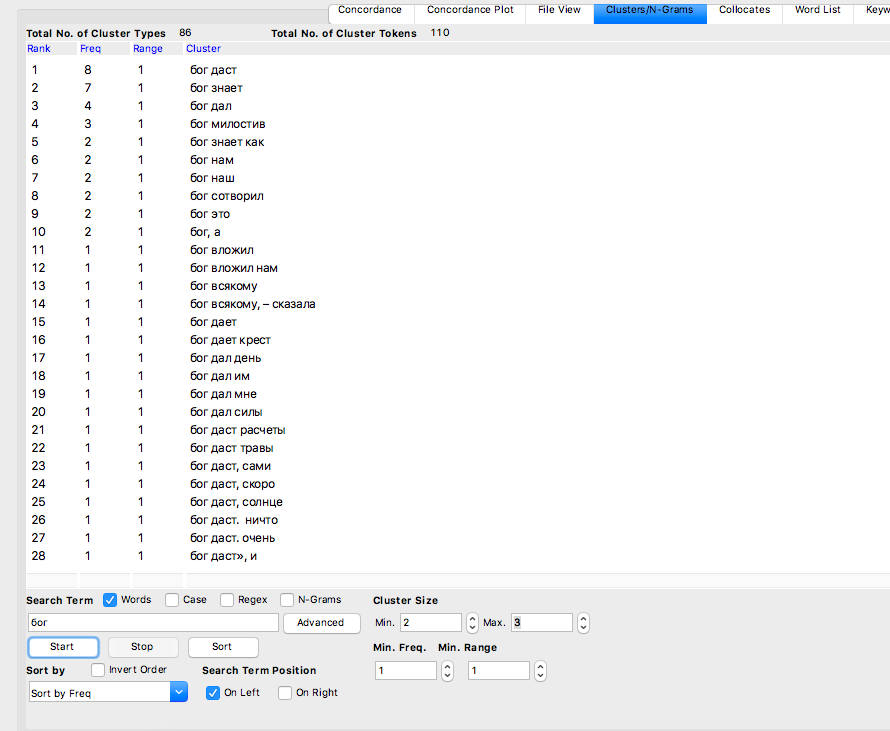 Concordance Concordance Plot File View Clusters/N-Grams Collocates Word List Keyw
Total No. of Cluster Types 86 Total No. of Cluster Tokens 110
Rank Freq Range Cluster
1 8 1 бог даст
2 7 1 бог знает
3 4 1 бог дал
4 3 1 бог милостив
5 2 1 бог знает как
6 2 1 бог нам
7 2 1 бог наш
8 2 1 бог сотворил
9 2 1 бог это
10 2 1 бог, а
11 1 1 бог вложил
12 1 1 бог вложил нам
13 1 1 бог всякому
14 1 1 бог всякому, – сказала
15 1 1 бог дает
16 1 1 бог дает крест
17 1 1 бог дал день
18 1 1 бог дал им
19 1 1 бог дал мне
20 1 1 бог дал силы
21 1 1 бог даст расчеты
22 1 1 бог даст травы
23 1 1 бог даст, сами
24 1 1 бог даст, скоро
25 1 1 бог даст, солнце
26 1 1 бог даст. ничто
27 1 1 бог даст. очень
28 1 1 бог даст», и
Search Term Words Case Regex N-Grams Cluster Size
бог Advanced Min. 2 Max. 3
Start Stop Sort Min. Freq. Min. Range
Sort by Invert Order Search Term Position 1 1
Sort by Freq On Left On Right